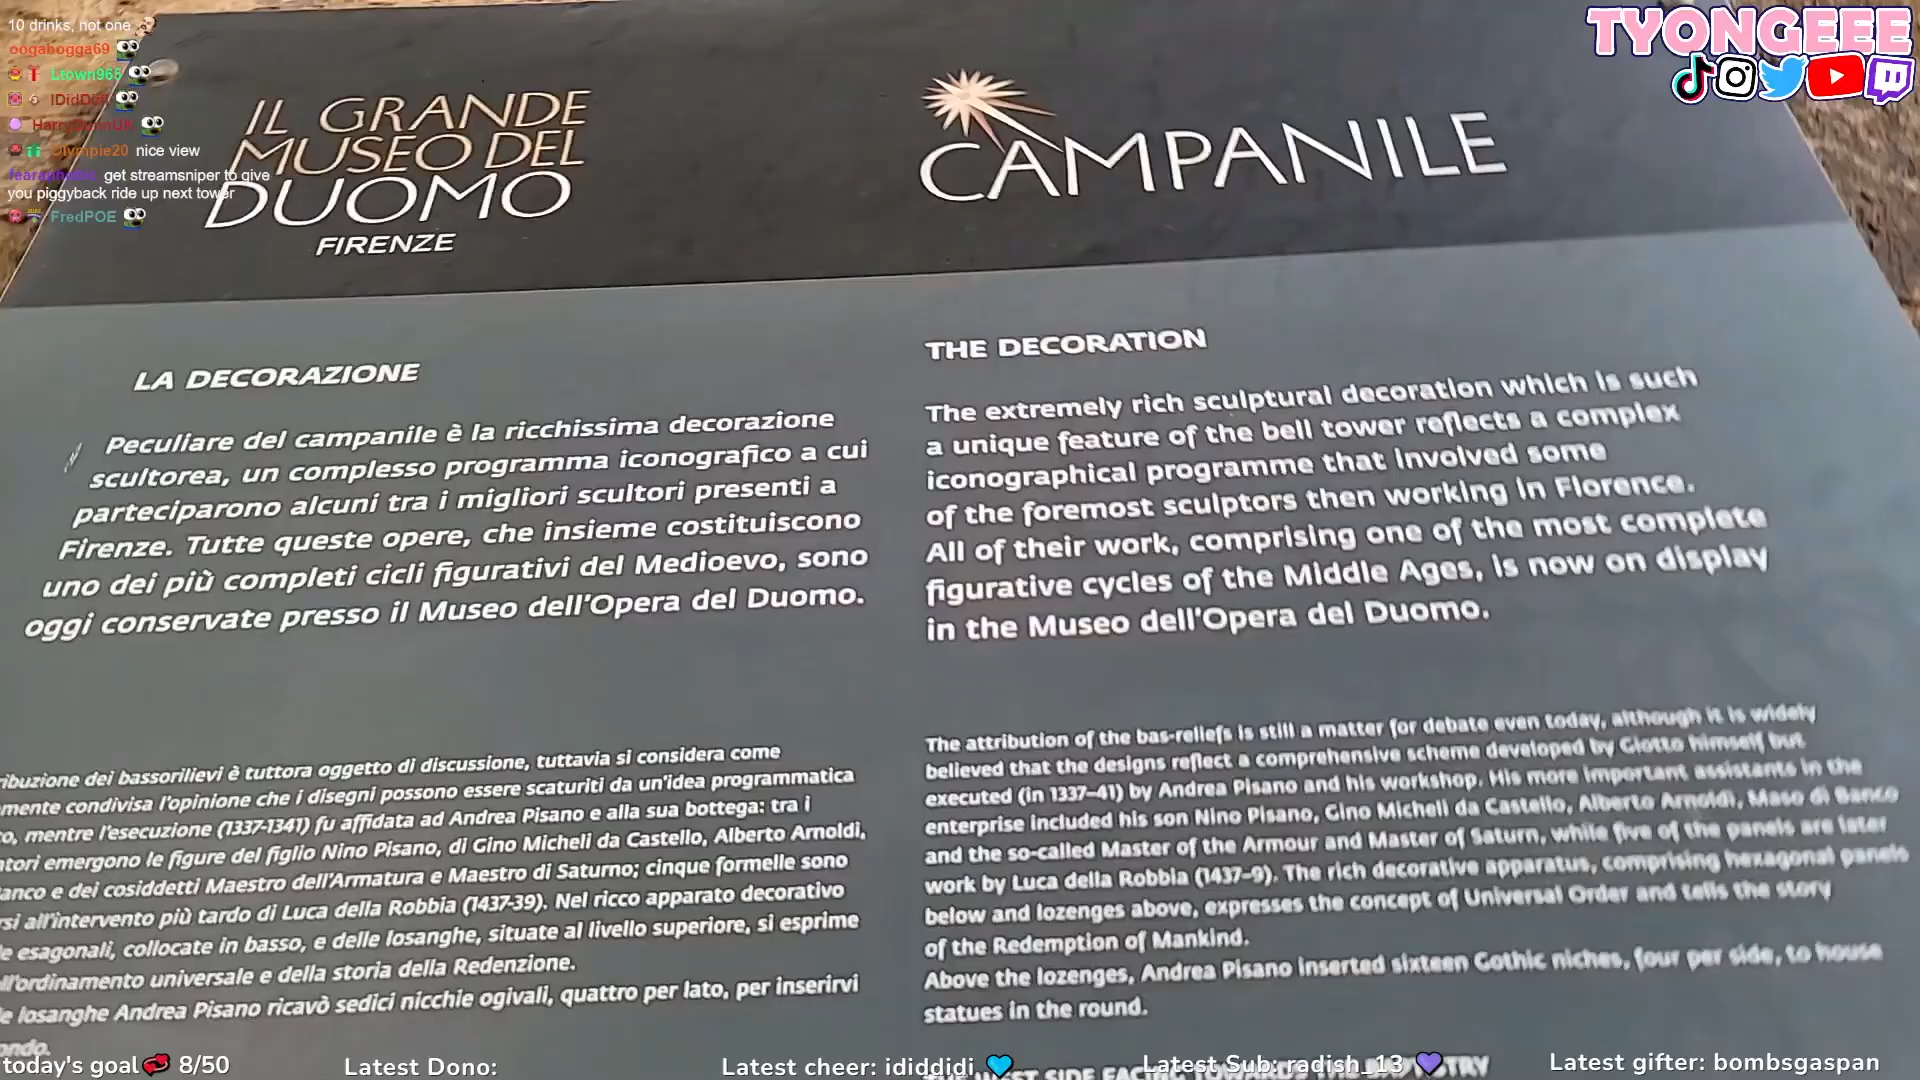 10 drinks, not one
oogabogga69
Ltown965
IDidDidi
HarryGunnUK
Olympie20 nice view
get streamsniper to give
you piggyback ride up next tower
FredPOE
TYONGEEE
IL GRANDE
MUSEO DEL
DUOMO
FIRENZE
CAMPANILE
LA DECORAZIONE
Peculiare del campanile è la ricchissima decorazione
scultorea, un complesso programma iconografico a cui
parteciparono alcuni tra i migliori scultori presenti a
Firenze. Tutte queste opere, che insieme costituiscono
uno dei più completi cicli figurativi del Medioevo, sono
oggi conservate presso il Museo dell'Opera del Duomo.
ribuzione dei bassorilievi è tuttora oggetto di discussione, tuttavia si considera come
mente condivisa l'opinione che i disegni possono essere scaturiti da un'idea programmatica
o, mentre l'esecuzione (1337-1341) fu affidata ad Andrea Pisano e alla sua bottega: tra i
atori emergono le figure del figlio Nino Pisano, di Gino Micheli da Castello, Alberto Arnoldi,
anco e dei cosiddetti Maestro dell'Armatura e Maestro di Saturno; cinque formelle sono
rsi all'intervento più tardo di Luca della Robbia (1437-39). Nel ricco apparato decorativo
le esagonali, collocate in basso, e delle losanghe, situate al livello superiore, si esprime
ll'ordinamento universale e della storia della Redenzione.
le losanghe Andrea Pisano ricavò sedici nicchie ogivali, quattro per lato, per inserirvi
ondo.
THE DECORATION
The extremely rich sculptural decoration which is such
a unique feature of the bell tower reflects a complex
iconographical programme that involved some
of the foremost sculptors then working in Florence.
All of their work, comprising one of the most complete
figurative cycles of the Middle Ages, is now on display
in the Museo dell'Opera del Duomo.
The attribution of the bas-reliefs is still a matter for debate even today, although it is widely
believed that the designs reflect a comprehensive scheme developed by Giotto himself but
executed (in 1337–41) by Andrea Pisano and his workshop. His more important assistants in the
enterprise included his son Nino Pisano, Gino Micheli da Castello, Alberto Arnoldi, Maso di Banco
and the so-called Master of the Armour and Master of Saturn, while five of the panels are later
work by Luca della Robbia (1437–9). The rich decorative apparatus, comprising hexagonal panels
below and lozenges above, expresses the concept of Universal Order and tells the story
of the Redemption of Mankind.
Above the lozenges, Andrea Pisano inserted sixteen Gothic niches, four per side, to house
statues in the round.
WEST SIDE FACING TOWARDS THE BAPTISTRY
today's goal 8/50
Latest Dono:
Latest cheer: ididdidi
Latest Sub: radish_13
Latest gifter: bombsgaspan